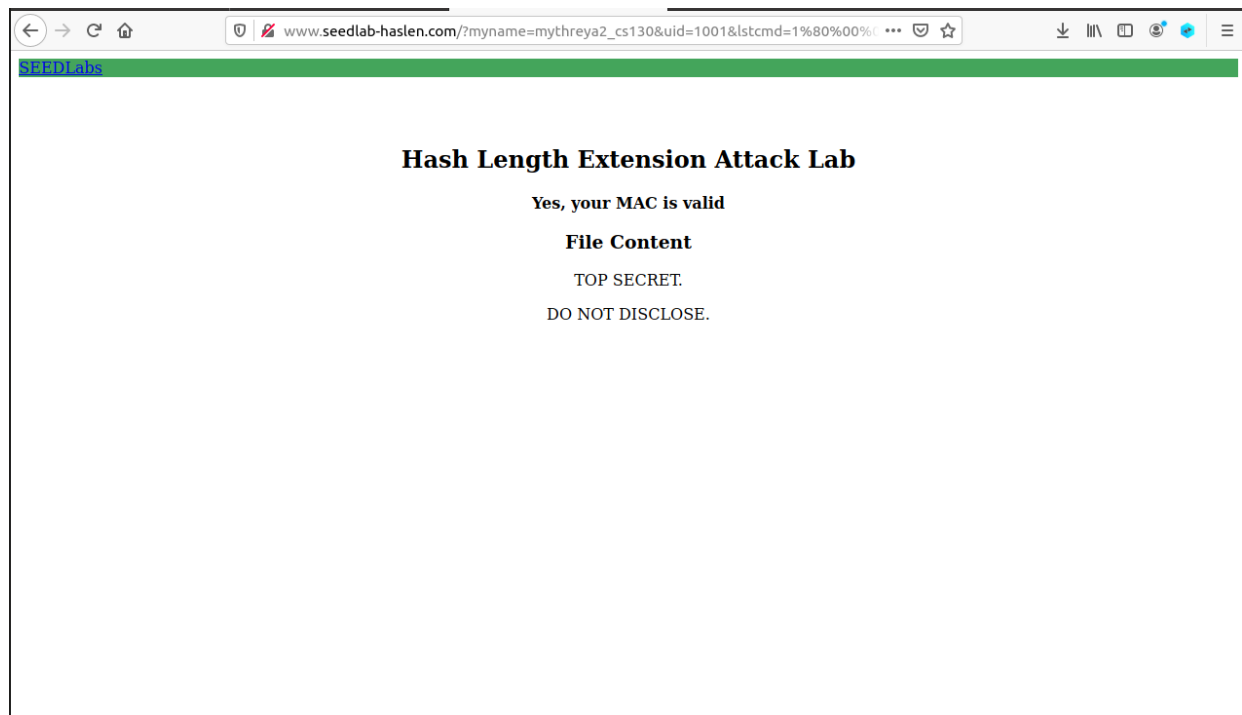 www.seedlab-haslen.com/?myname=mythreya2_cs130&uid=1001&lstcmd=1%80%00%
SEEDLabs
Hash Length Extension Attack Lab
Yes, your MAC is valid
File Content
TOP SECRET.
DO NOT DISCLOSE.